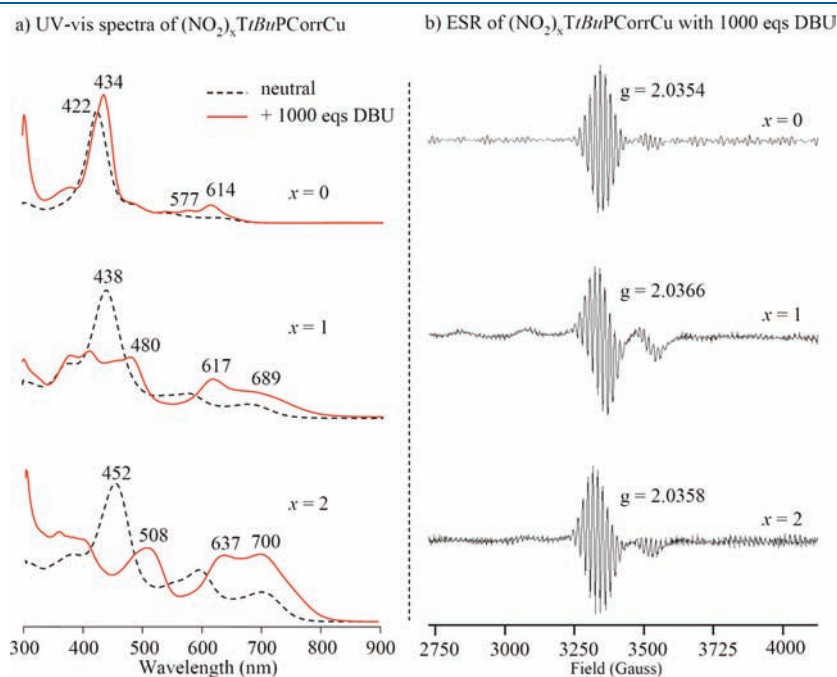 a) UV-vis spectra of (NO2)xTtBuPCorrCu
neutral
+ 1000 eqs DBU
434
422
577
614
x = 0
438
480
617
689
x = 1
452
508
637
700
x = 2
300 400 500 600 700 800 900
Wavelength (nm)
b) ESR of (NO2)xTtBuPCorrCu with 1000 eqs DBU
g = 2.0354
x = 0
g = 2.0366
x = 1
g = 2.0358
x = 2
2750 3000 3250 3500 3725 4000
Field (Gauss)